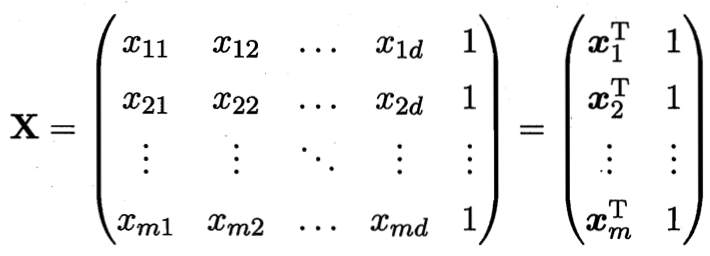 $$\mathbf{X} = \begin{pmatrix} x_{11} & x_{12} & \dots & x_{1d} & 1 \\ x_{21} & x_{22} & \dots & x_{2d} & 1 \\ \vdots & \vdots & \ddots & \vdots & \vdots \\ x_{m1} & x_{m2} & \dots & x_{md} & 1 \end{pmatrix} = \begin{pmatrix} \boldsymbol{x}_1^{\mathrm{T}} & 1 \\ \boldsymbol{x}_2^{\mathrm{T}} & 1 \\ \vdots & \vdots \\ \boldsymbol{x}_m^{\mathrm{T}} & 1 \end{pmatrix}$$